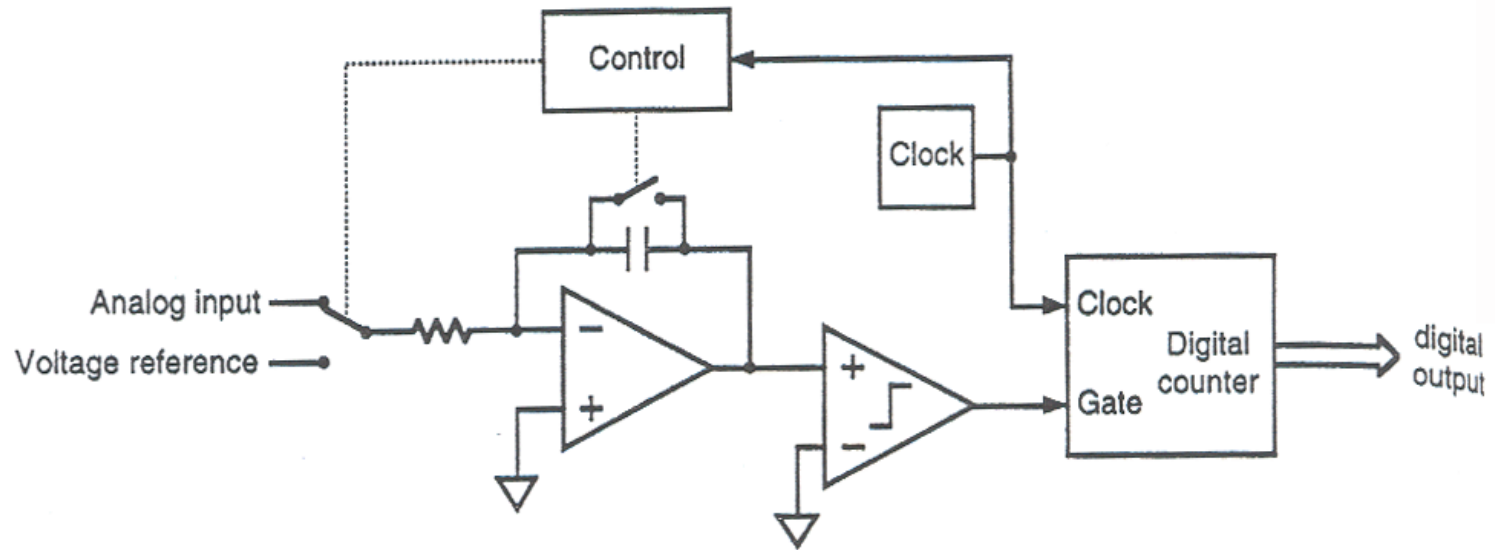 Control
Clock
Analog input
Voltage reference
−
+
+
−
Clock
Digital
counter
Gate
digital
output